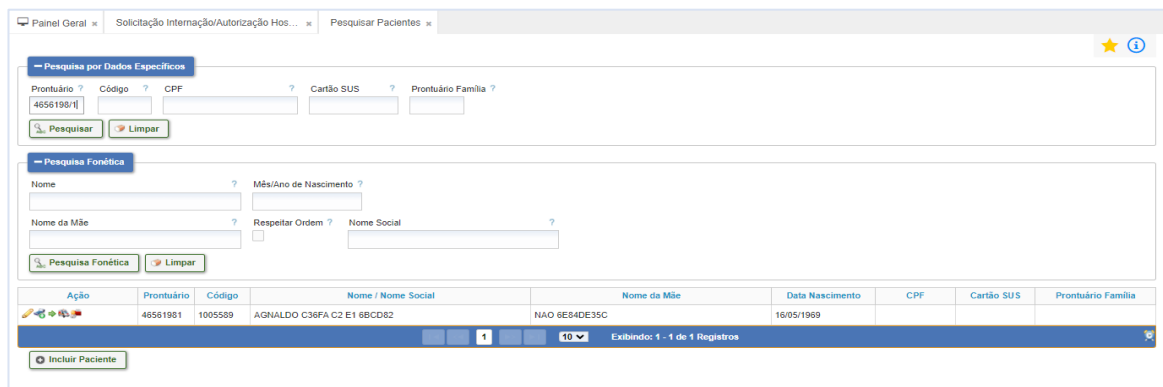 Painel Geral × Solicitação Internação/Autorização Hos... × Pesquisar Pacientes ×
Pesquisa por Dados Específicos
Prontuário ? Código ? CPF ? Cartão SUS ? Prontuário Família ?
4656198/1
Pesquisar Limpar
Pesquisa Fonética
Nome ? Mês/Ano de Nascimento ?
Nome da Mãe ? Respeitar Ordem ? Nome Social ?
Pesquisa Fonética Limpar
Ação Prontuário Código Nome / Nome Social Nome da Mãe Data Nascimento CPF Cartão SUS Prontuário Família
46561981 1005589 AGNALDO C36FA C2 E1 6BCD82 NAO 6E84DE35C 16/05/1969
1 10 Exibindo: 1 - 1 de 1 Registros
Incluir Paciente